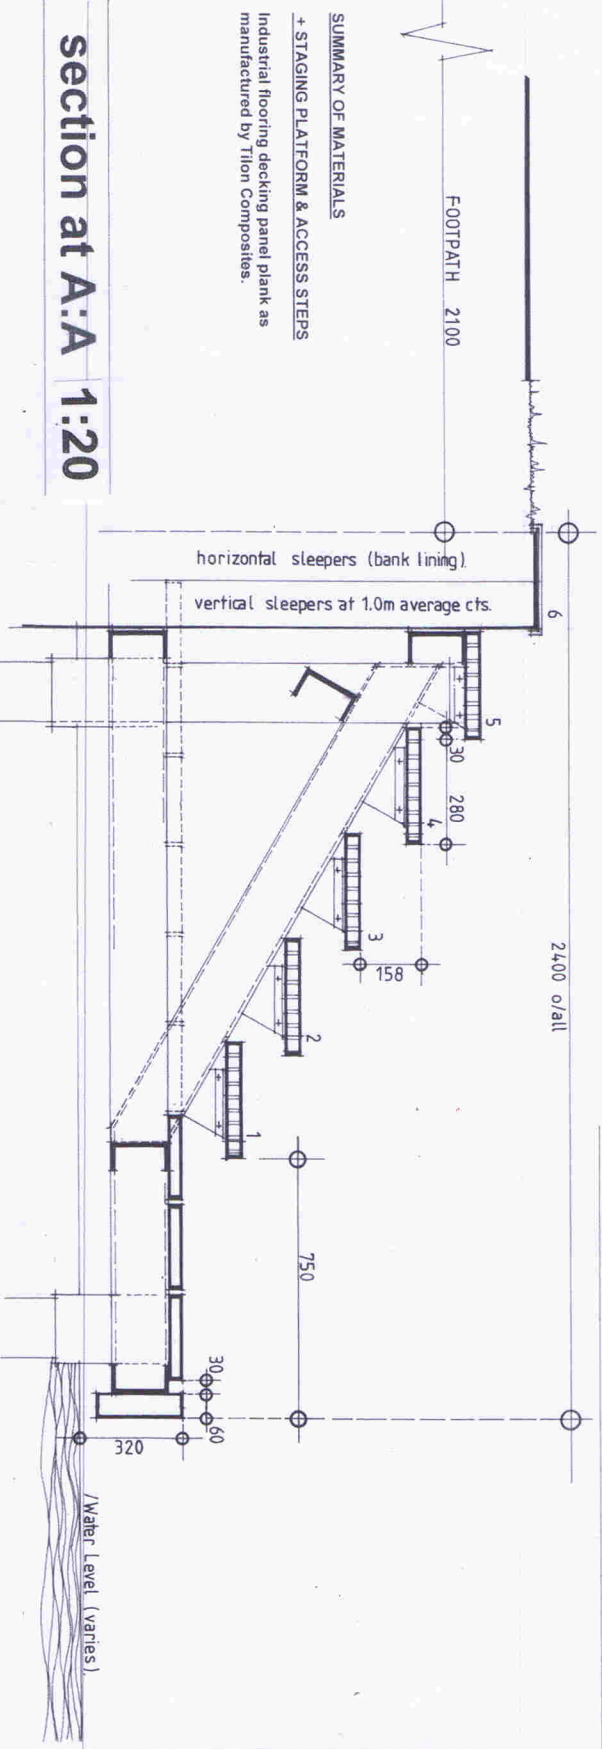 SUMMARY OF MATERIALS
+ STAGING PLATFORM & ACCESS STEPS
Industrial flooring decking panel plank as
manufactured by Tilon Composites.
FOOTPATH 2100
2400 o/all
horizontal sleepers (bank lining).
vertical sleepers at 1.0m average cts.
6
5
30
280
4
3
158
2
1
750
30
60
320
Water Level (varies).
section at A:A 1:20